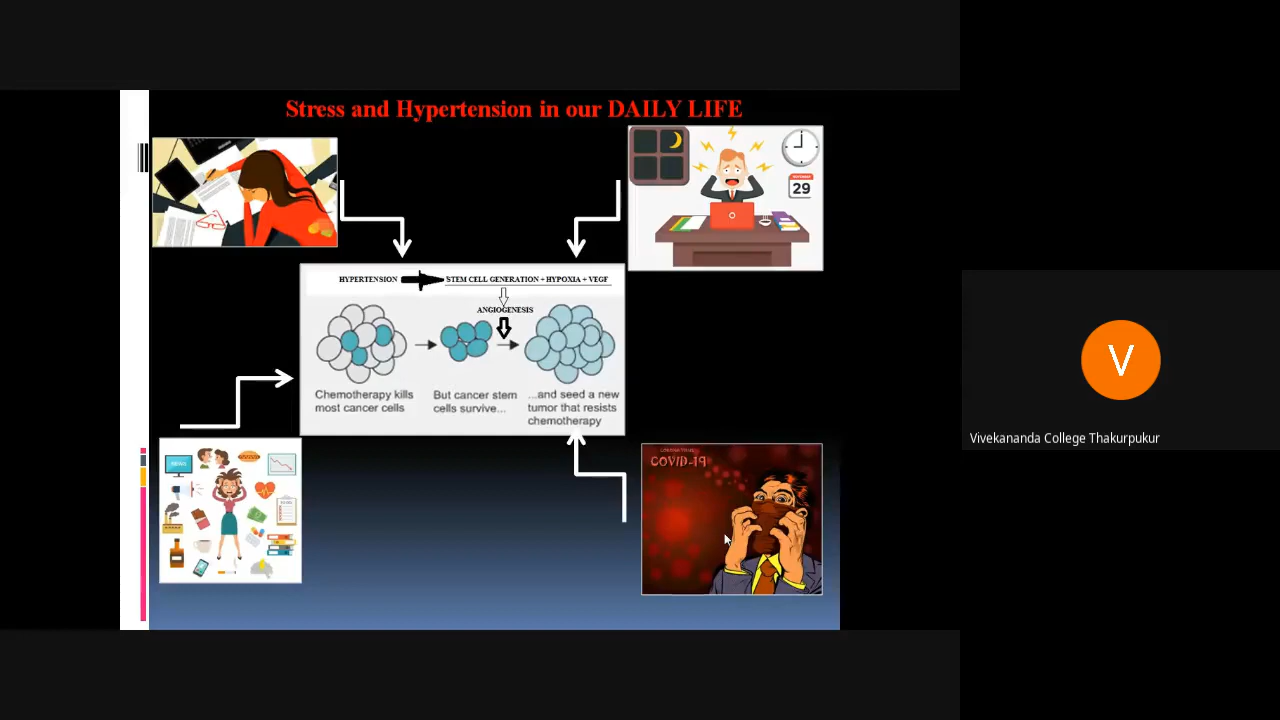 Stress and Hypertension in our DAILY LIFE
29
HYPERTENSION
STEM CELL GENERATION + HYPOXIA + VEGF
ANGIOGENESIS
Chemotherapy kills
most cancer cells
But cancer stem
cells survive...
...and seed a new
tumor that resists
chemotherapy
COVID-19
V
Vivekananda College Thakurpukur